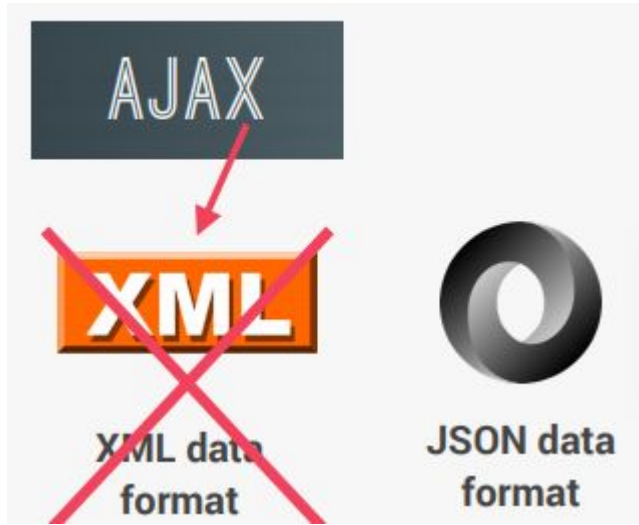 AJAX
XML
XML data
format
JSON data
format